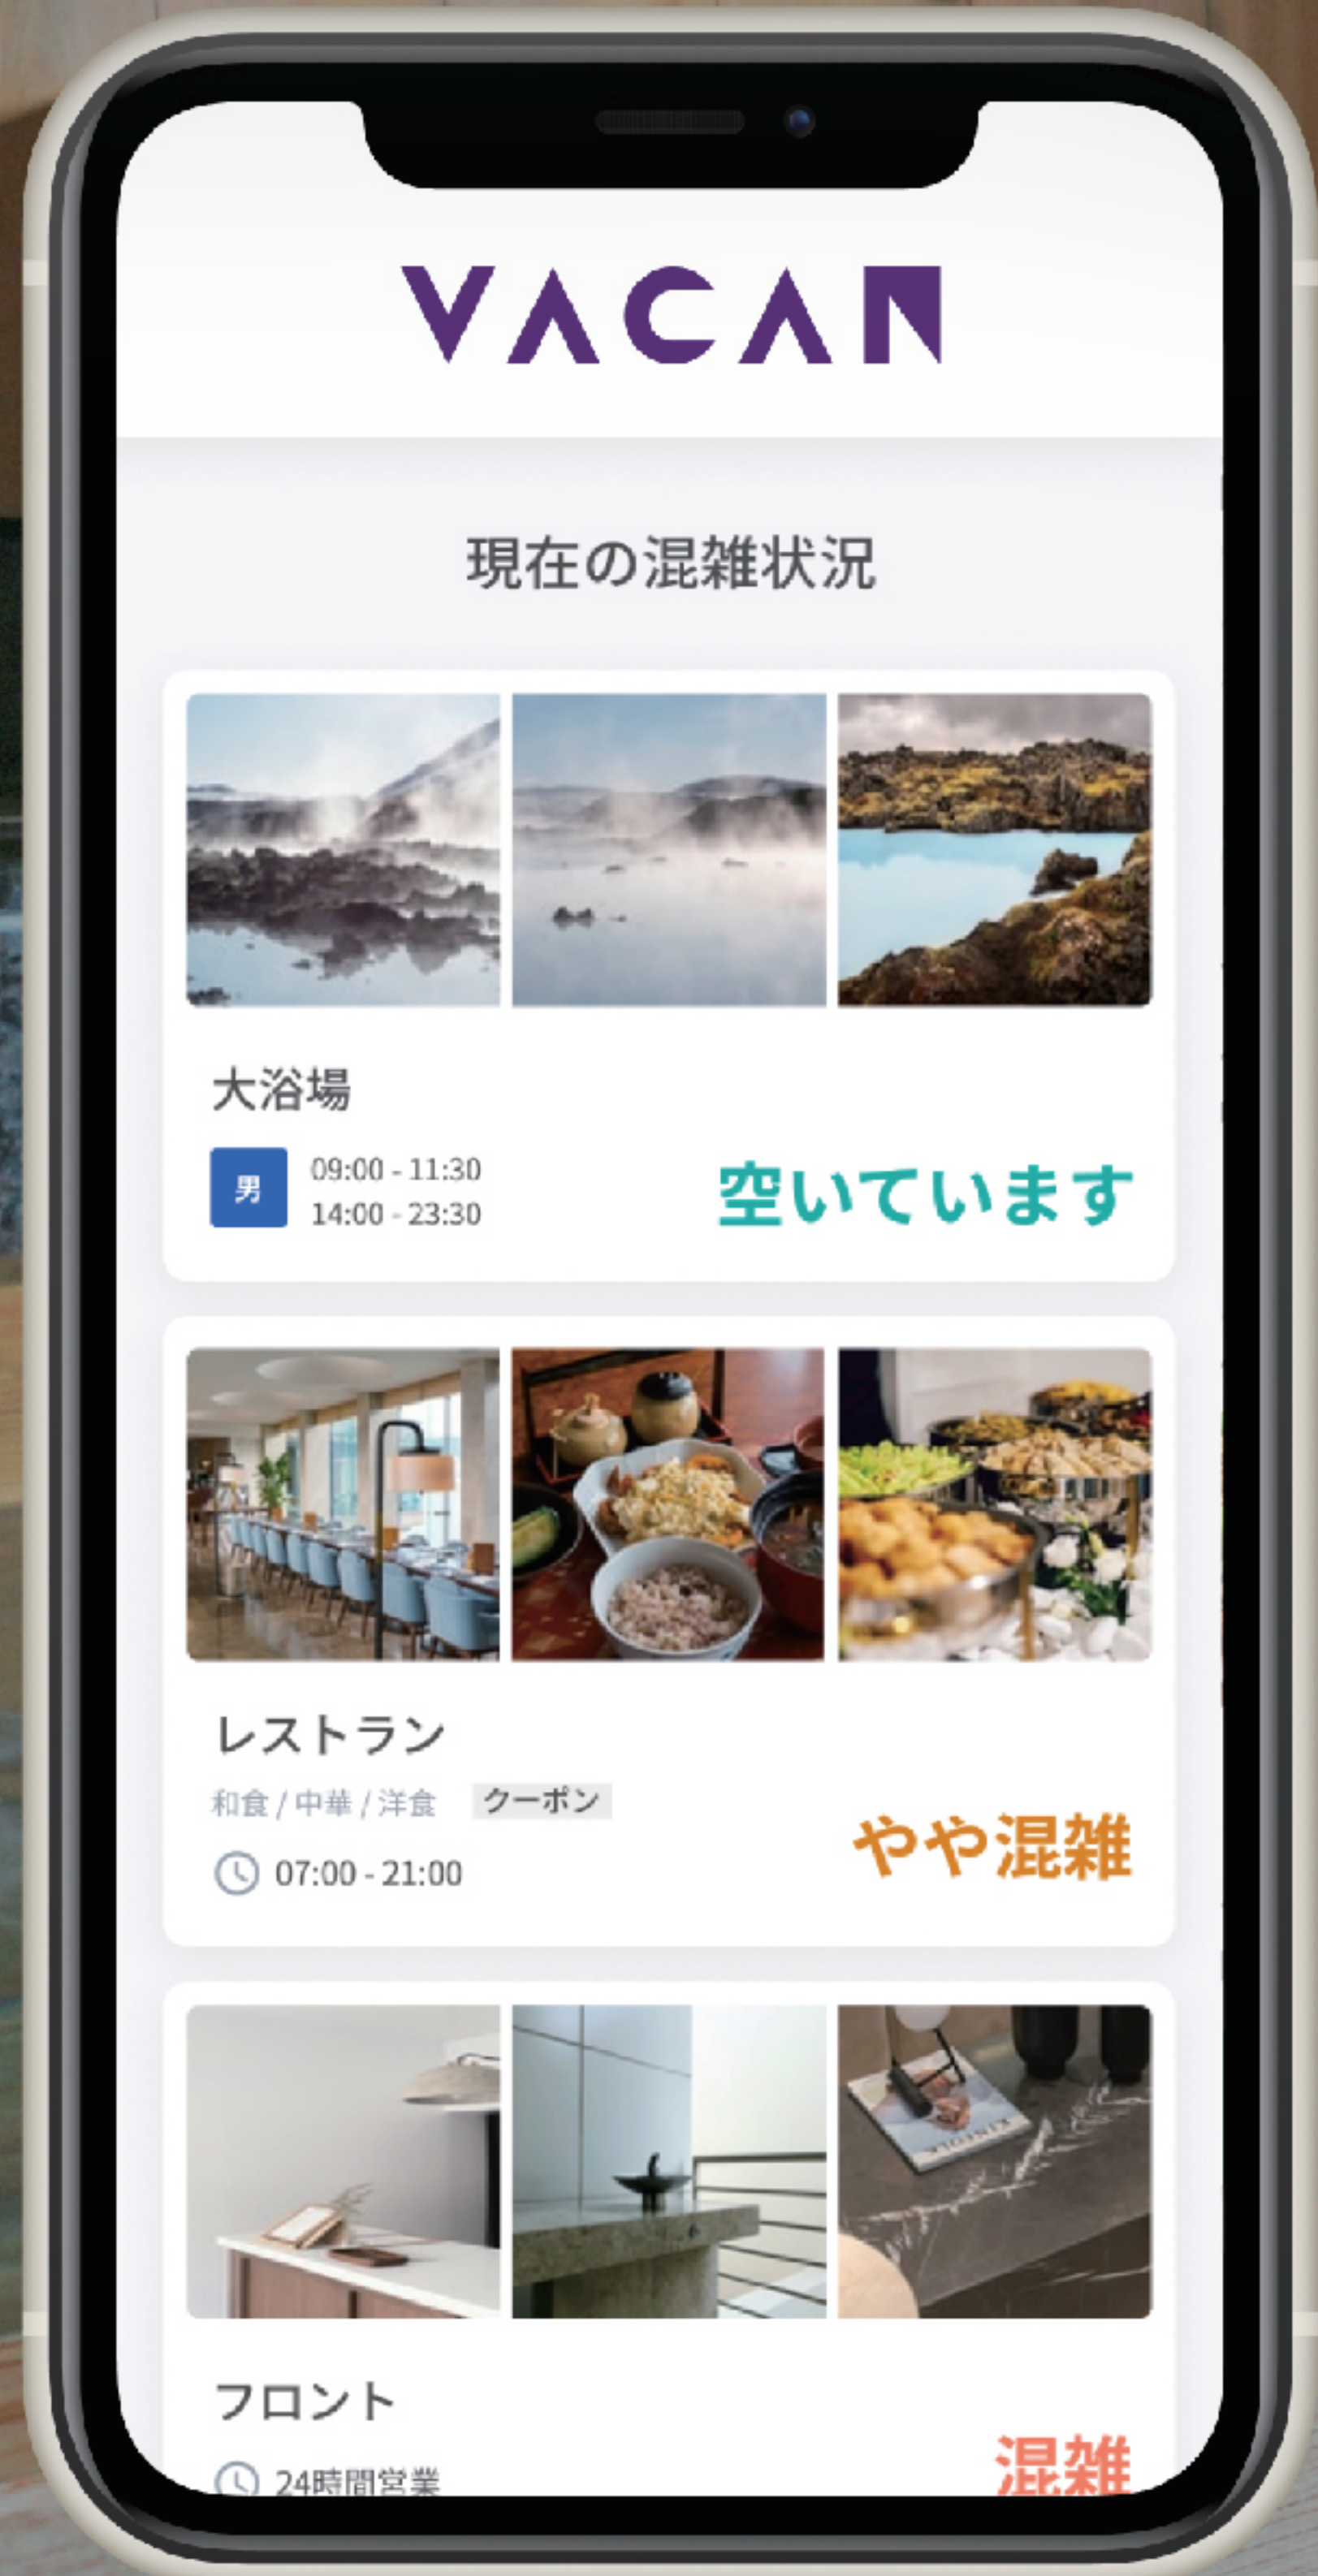 VACAN
現在の混雑状況
大浴場
男
09:00 - 11:30
14:00 - 23:30
空いています
レストラン
和食 / 中華 / 洋食
クーポン
07:00 - 21:00
やや混雑
フロント
24時間営業
混雑